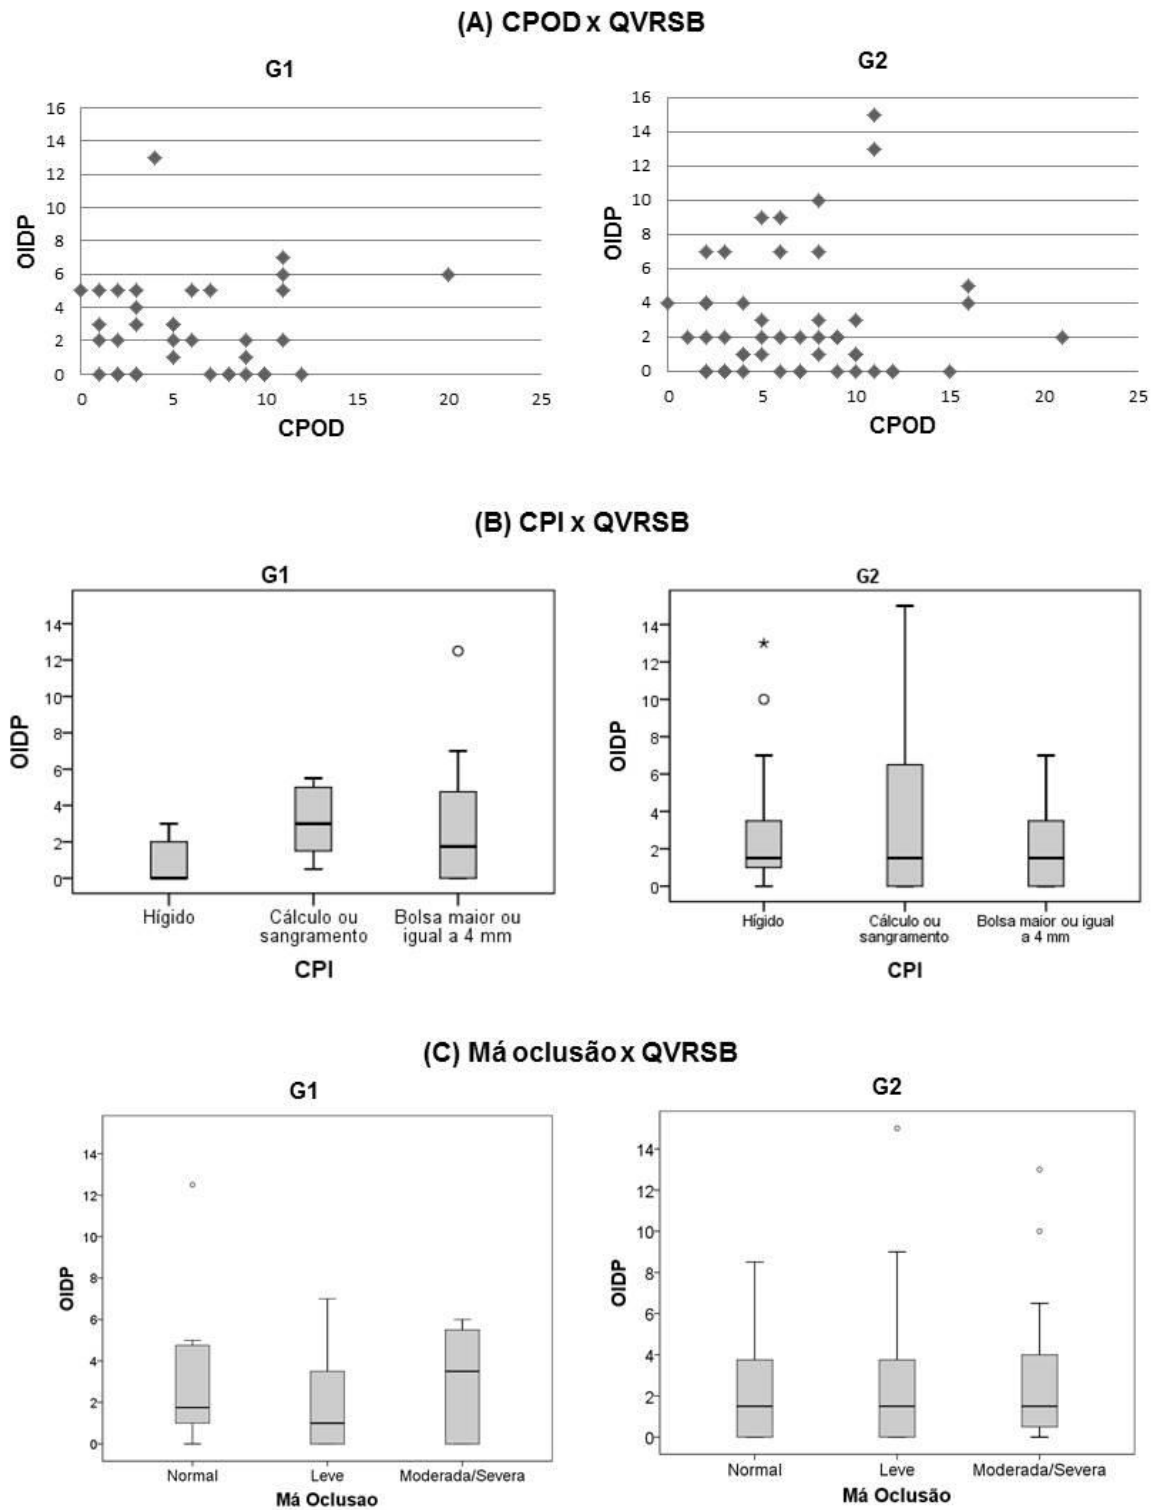 (A) CPOD x QVRSB
G1
16
14
12
10
8
6
4
2
0
OIDP
0 5 10 15 20 25
CPOD
G2
16
14
12
10
8
6
4
2
0
OIDP
0 5 10 15 20 25
CPOD
(B) CPI x QVRSB
G1
14
12
10
8
6
4
2
0
OIDP
Hígido
Cálculo ou
sangramento
Bolsa maior ou
igual a 4 mm
CPI
G2
14
12
10
8
6
4
2
0
OIDP
Hígido
Cálculo ou
sangramento
Bolsa maior ou igual
a 4 mm
CPI
(C) Má oclusão x QVRSB
G1
14
12
10
8
6
4
2
0
OIDP
Normal Leve Moderada/Severa
Má Oclusao
G2
14
12
10
8
6
4
2
0
OIDP
Normal Leve Moderada/Severa
Má Oclusão